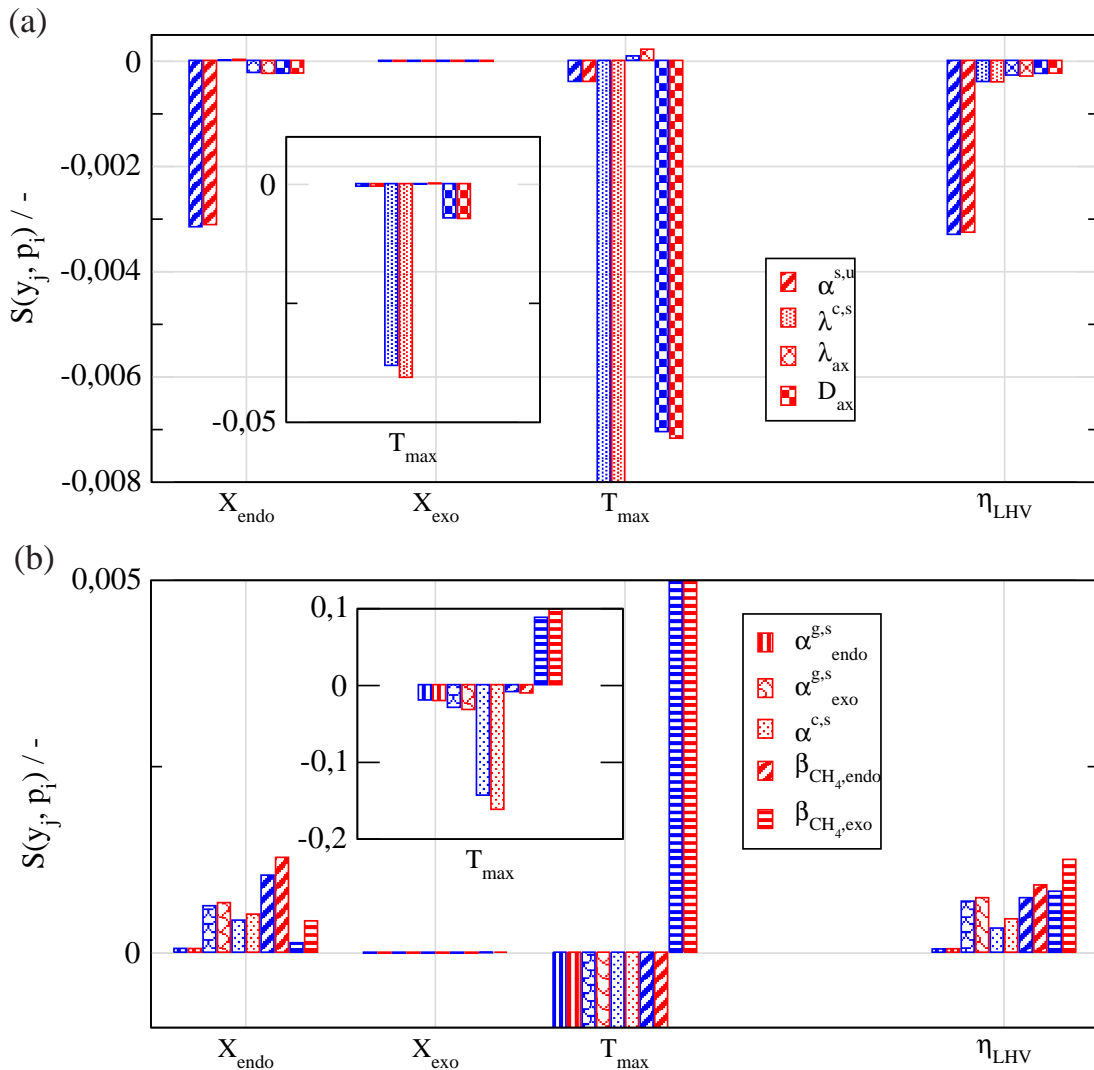 (a)
0
-0,002
-0,004
-0,006
-0,008
S(y_j, p_i) / -
0
-0,05
T_max
α^s,u
λ^c,s
λ_ax
D_ax
X_endo
X_exo
T_max
η_LHV
(b)
0,005
0
S(y_j, p_i) / -
0,1
0
-0,1
-0,2
T_max
α^g,s_endo
α^g,s_exo
α^c,s
β_CH₄,endo
β_CH₄,exo
X_endo
X_exo
T_max
η_LHV